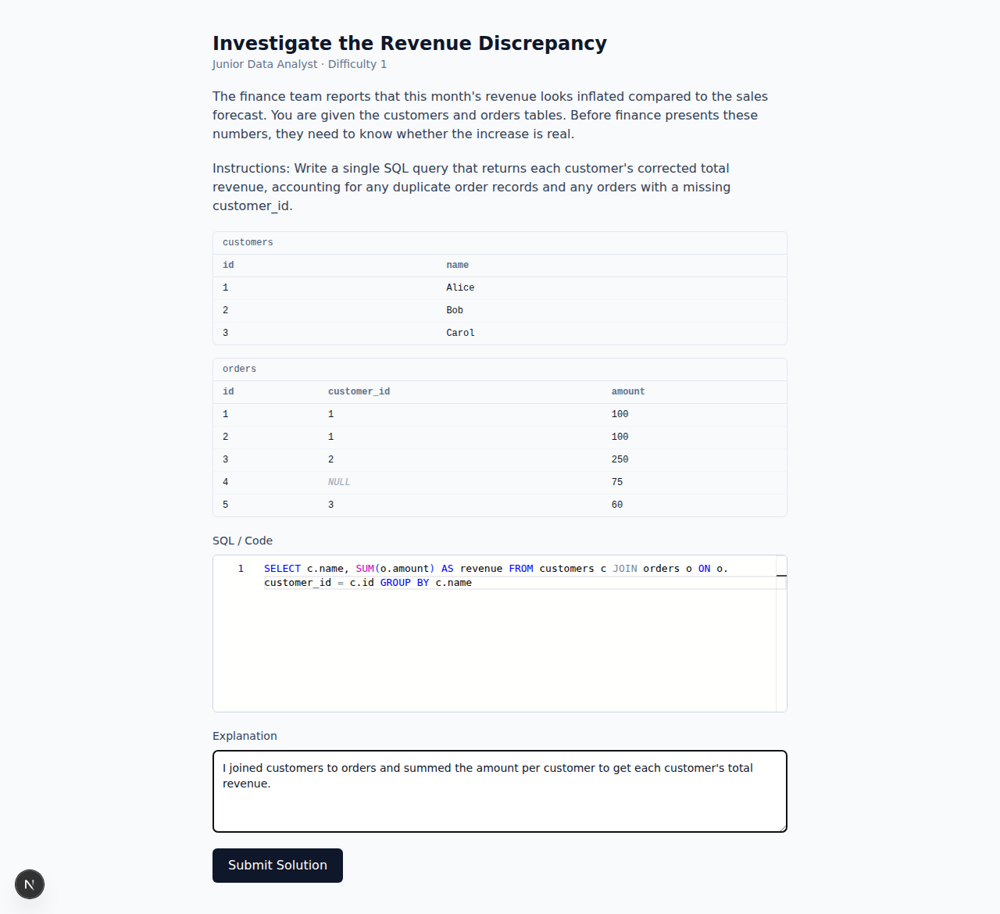 Investigate the Revenue Discrepancy
Junior Data Analyst · Difficulty 1
The finance team reports that this month's revenue looks inflated compared to the sales
forecast. You are given the customers and orders tables. Before finance presents these
numbers, they need to know whether the increase is real.
Instructions: Write a single SQL query that returns each customer's corrected total
revenue, accounting for any duplicate order records and any orders with a missing
customer_id.
customers
id name
1 Alice
2 Bob
3 Carol
orders
id customer_id amount
1 1 100
2 1 100
3 2 250
4 NULL 75
5 3 60
SQL / Code
1 SELECT c.name, SUM(o.amount) AS revenue FROM customers c JOIN orders o ON o.
customer_id = c.id GROUP BY c.name
Explanation
I joined customers to orders and summed the amount per customer to get each customer's total
revenue.
Submit Solution
N